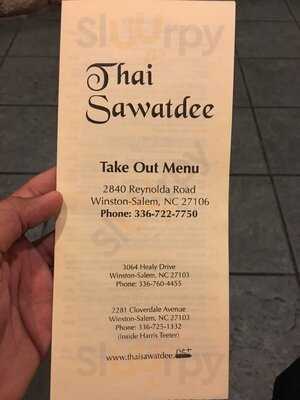 Sluurpy
Thai
Sawatdee
Take Out Menu
2840 Reynolda Road
Winston-Salem, NC 27106
Phone: 336-722-7750
3064 Healy Drive
Winston-Salem, NC 27103
Phone: 336-760-4455
2281 Cloverdale Avenue
Winston-Salem, NC 27103
Phone: 336-725-1332
(Inside Harris Teeter)
www.thaisawatdee.
Sluurpy